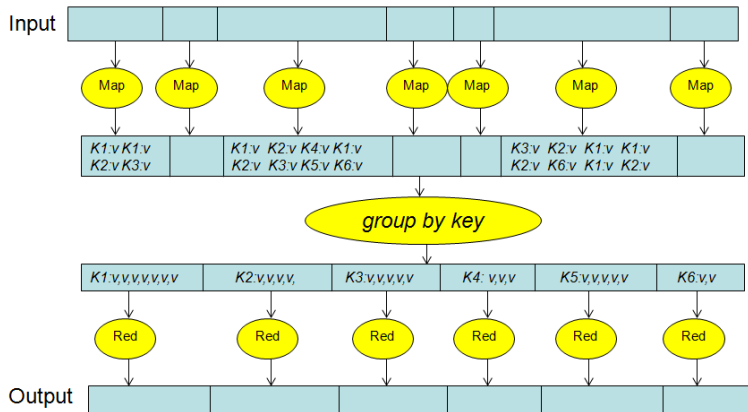 Input
Map Map Map Map Map Map Map
K1:v K1:v K1:v K2:v K4:v K1:v K3:v K2:v K1:v K1:v
K2:v K3:v K2:v K3:v K5:v K6:v K2:v K6:v K1:v K2:v
group by key
K1:v,v,v,v,v,v,v K2:v,v,v,v, K3:v,v,v,v,v K4: v,v,v K5:v,v,v,v,v K6:v,v
Red Red Red Red Red Red
Output